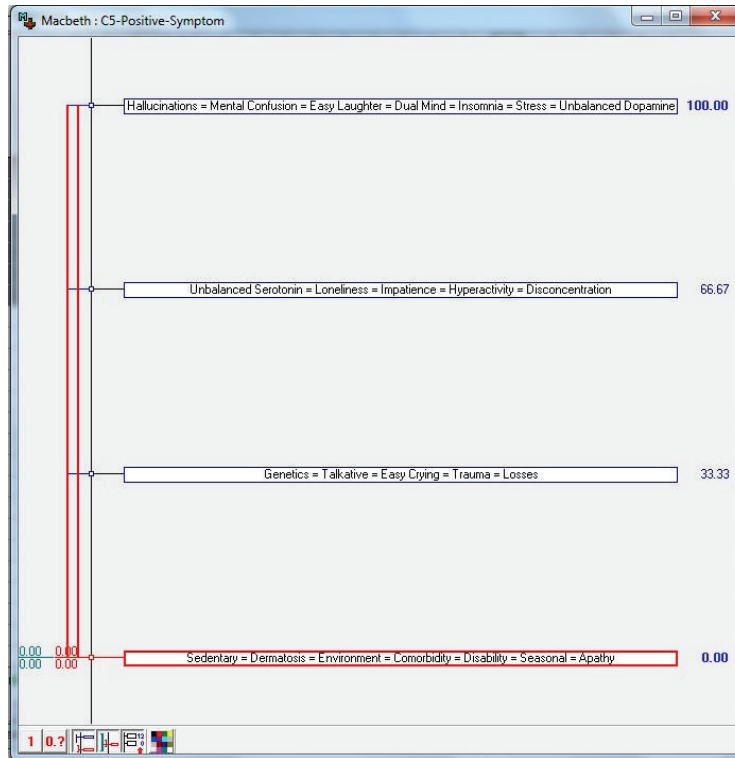 Macbeth : C5-Positive-Symptom
Hallucinations = Mental Confusion = Easy Laughter = Dual Mind = Insomnia = Stress = Unbalanced Dopamine 100.00
Unbalanced Serotonin = Loneliness = Impatience = Hyperactivity = Disconcentration 66.67
Genetics = Talkative = Easy Crying = Trauma = Losses 33.33
0.00 0.00
0.00 0.00
Sedentary = Dermatosis = Environment = Comorbidity = Disability = Seasonal = Apathy 0.00
1 0.?